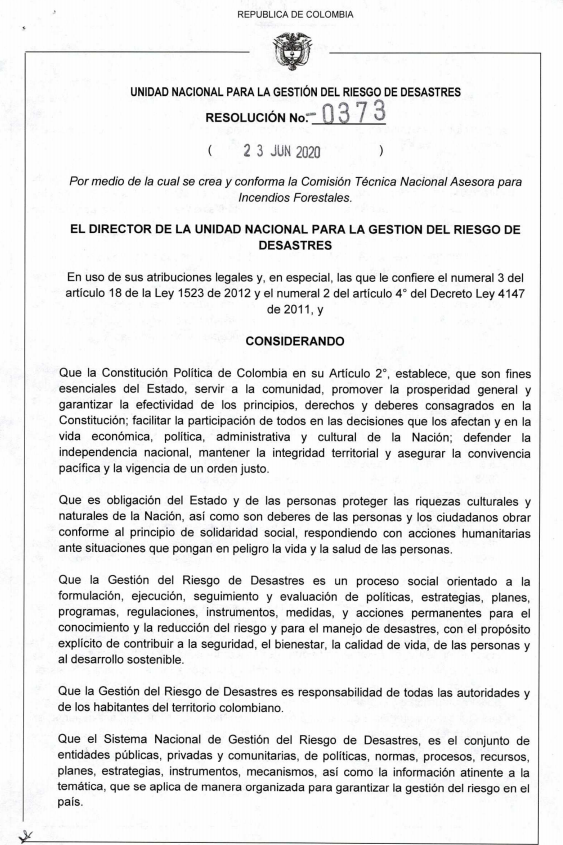 REPUBLICA DE COLOMBIA
UNIDAD NACIONAL PARA LA GESTIÓN DEL RIESGO DE DESASTRES
RESOLUCIÓN No. - 0373
( 23 JUN 2020 )
Por medio de la cual se crea y conforma la Comisión Técnica Nacional Asesora para
Incendios Forestales.
EL DIRECTOR DE LA UNIDAD NACIONAL PARA LA GESTION DEL RIESGO DE
DESASTRES
En uso de sus atribuciones legales y, en especial, las que le confiere el numeral 3 del
artículo 18 de la Ley 1523 de 2012 y el numeral 2 del artículo 4° del Decreto Ley 4147
de 2011, y
CONSIDERANDO
Que la Constitución Política de Colombia en su Artículo 2°, establece, que son fines
esenciales del Estado, servir a la comunidad, promover la prosperidad general y
garantizar la efectividad de los principios, derechos y deberes consagrados en la
Constitución; facilitar la participación de todos en las decisiones que los afectan y en la
vida económica, política, administrativa y cultural de la Nación; defender la
independencia nacional, mantener la integridad territorial y asegurar la convivencia
pacífica y la vigencia de un orden justo.
Que es obligación del Estado y de las personas proteger las riquezas culturales y
naturales de la Nación, así como son deberes de las personas y los ciudadanos obrar
conforme al principio de solidaridad social, respondiendo con acciones humanitarias
ante situaciones que pongan en peligro la vida y la salud de las personas.
Que la Gestión del Riesgo de Desastres es un proceso social orientado a la
formulación, ejecución, seguimiento y evaluación de políticas, estrategias, planes,
programas, regulaciones, instrumentos, medidas, y acciones permanentes para el
conocimiento y la reducción del riesgo y para el manejo de desastres, con el propósito
explícito de contribuir a la seguridad, el bienestar, la calidad de vida, de las personas y
al desarrollo sostenible.
Que la Gestión del Riesgo de Desastres es responsabilidad de todas las autoridades y
de los habitantes del territorio colombiano.
Que el Sistema Nacional de Gestión del Riesgo de Desastres, es el conjunto de
entidades públicas, privadas y comunitarias, de políticas, normas, procesos, recursos,
planes, estrategias, instrumentos, mecanismos, así como la información atinente a la
temática, que se aplica de manera organizada para garantizar la gestión del riesgo en el
país.